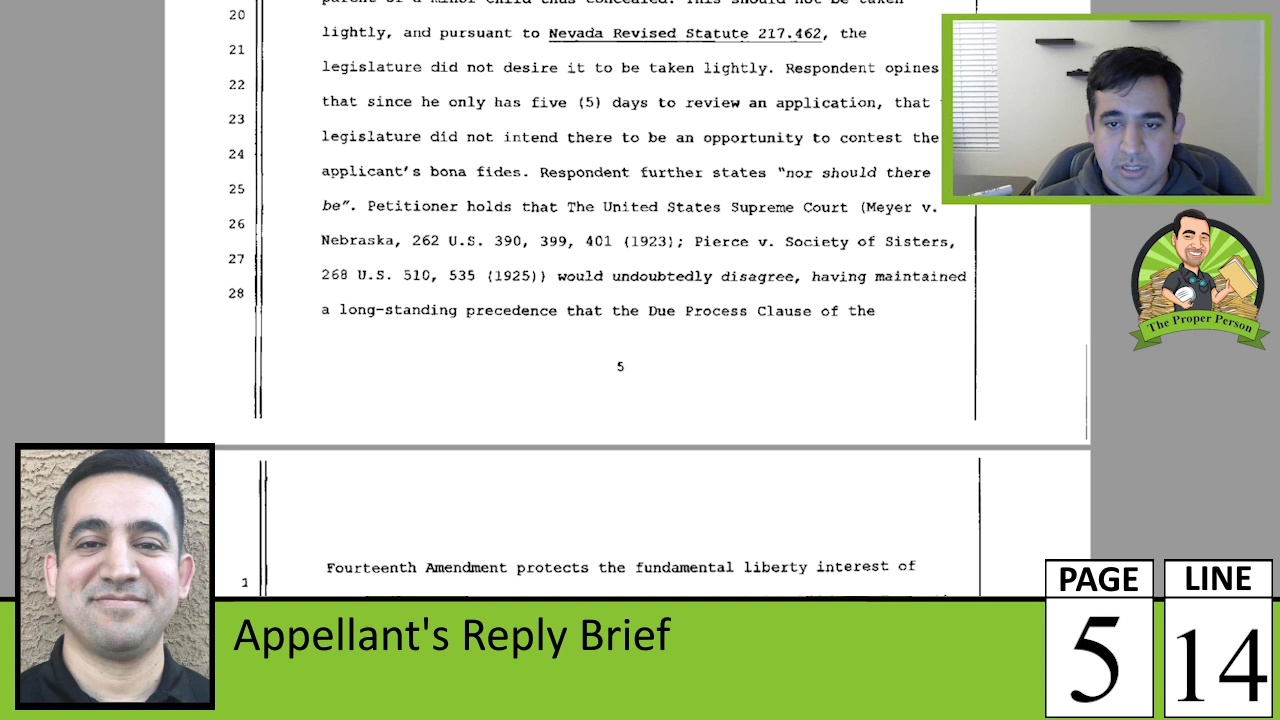 20
lightly, and pursuant to Nevada Revised Statute 217.462, the
21
legislature did not desire it to be taken lightly. Respondent opines
22
that since he only has five (5) days to review an application, that
23
legislature did not intend there to be an opportunity to contest the
24
applicant's bona fides. Respondent further states "nor should there
25
be". Petitioner holds that The United States Supreme Court (Meyer v.
26
Nebraska, 262 U.S. 390, 399, 401 (1923); Pierce v. Society of Sisters,
27
268 U.S. 510, 535 (1925)) would undoubtedly disagree, having maintained
28
a long-standing precedence that the Due Process Clause of the
5
1
Fourteenth Amendment protects the fundamental liberty interest of
The Proper Person
Appellant's Reply Brief
PAGE
5
LINE
14